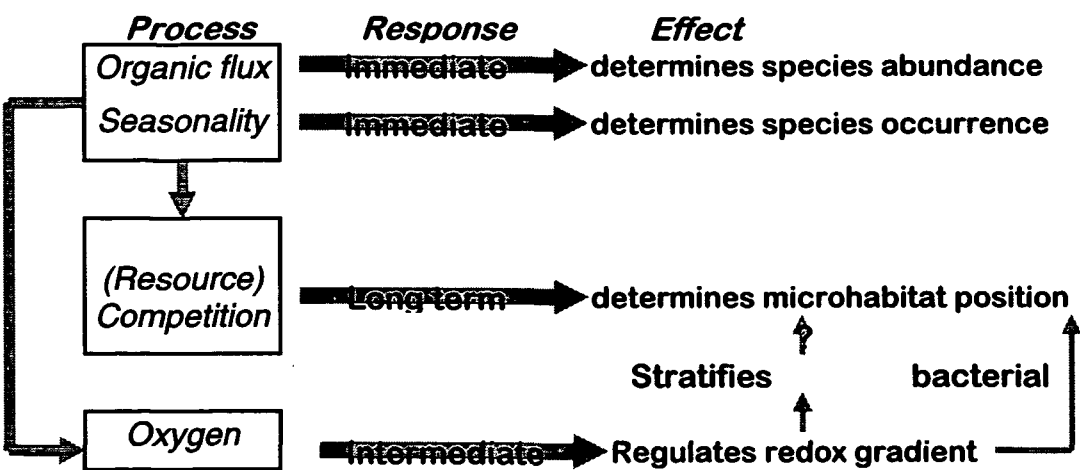 Process Response Effect
Organic flux Immediate determines species abundance
Seasonality Immediate determines species occurrence
(Resource)
Competition Long term determines microhabitat position
?
Stratifies bacterial
Oxygen Intermediate Regulates redox gradient